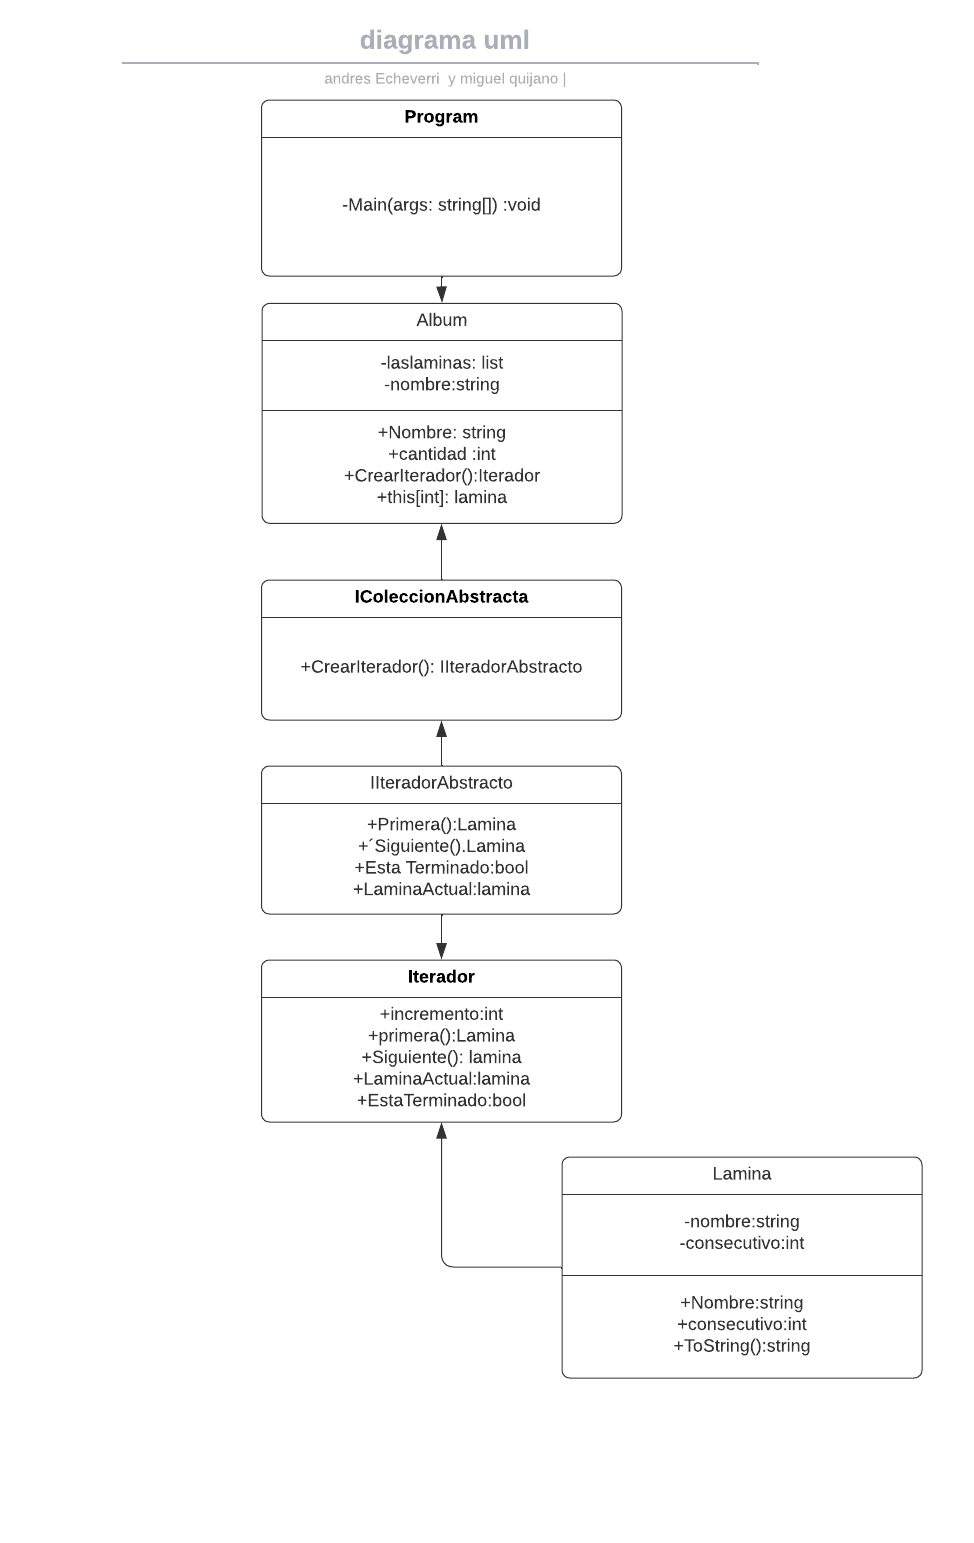 diagrama uml
andres Echeverri  y miguel quijano |
Program
-Main(args: string[]) :void
Album
-laslaminas: list
-nombre:string
+Nombre: string
+cantidad :int
+CrearIterador():Iterador
+this[int]: lamina
IColeccionAbstracta
+CrearIterador(): IIteradorAbstracto
IIteradorAbstracto
+Primera():Lamina
+´Siguiente().Lamina
+Esta Terminado:bool
+LaminaActual:lamina
Iterador
+incremento:int
+primera():Lamina
+Siguiente(): lamina
+LaminaActual:lamina
+EstaTerminado:bool
Lamina
-nombre:string
-consecutivo:int
+Nombre:string
+consecutivo:int
+ToString():string